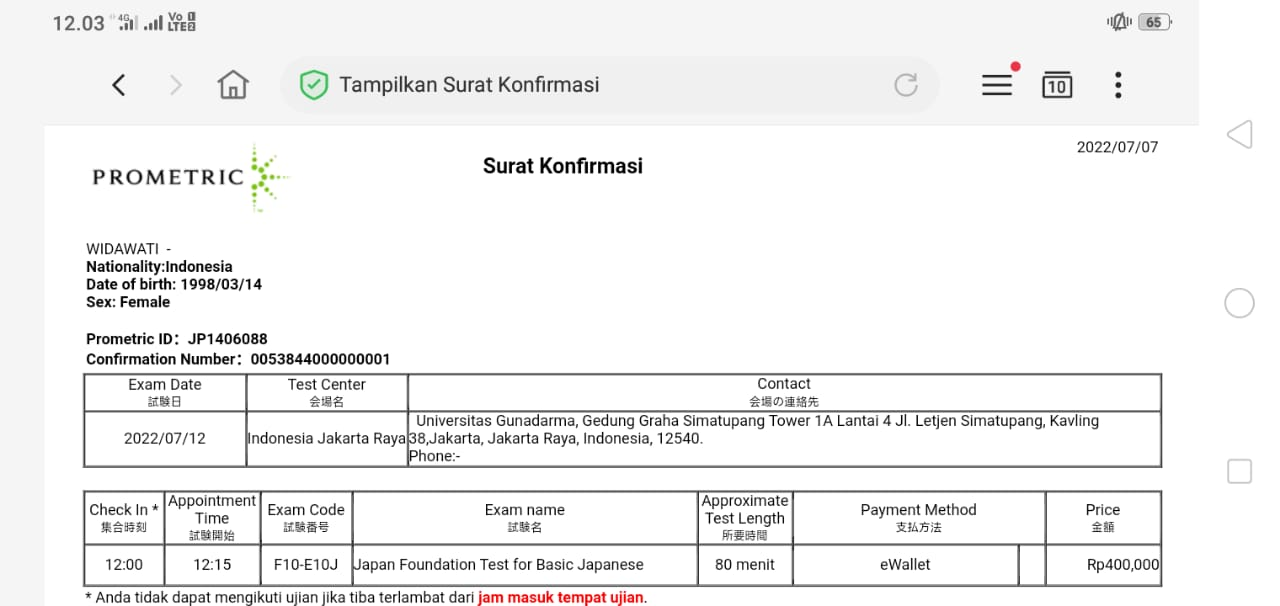 12.03 4G Vo LTE 1 2 65
Tampilkan Surat Konfirmasi 10
2022/07/07
PROMETRIC
Surat Konfirmasi
WIDAWATI -
Nationality:Indonesia
Date of birth: 1998/03/14
Sex: Female
Prometric ID：JP1406088
Confirmation Number：0053844000000001
Exam Date Test Center Contact
試験日 会場名 会場の連絡先
2022/07/12 Indonesia Jakarta Raya Universitas Gunadarma, Gedung Graha Simatupang Tower 1A Lantai 4 Jl. Letjen Simatupang, Kavling
38,Jakarta, Jakarta Raya, Indonesia, 12540.
Phone:-
Check In * Appointment Time Exam Code Exam name Approximate Test Length Payment Method Price
集合時刻 試験開始 試験番号 試験名 所要時間 支払方法 金額
12:00 12:15 F10-E10J Japan Foundation Test for Basic Japanese 80 menit eWallet Rp400,000
* Anda tidak dapat mengikuti ujian jika tiba terlambat dari jam masuk tempat ujian.